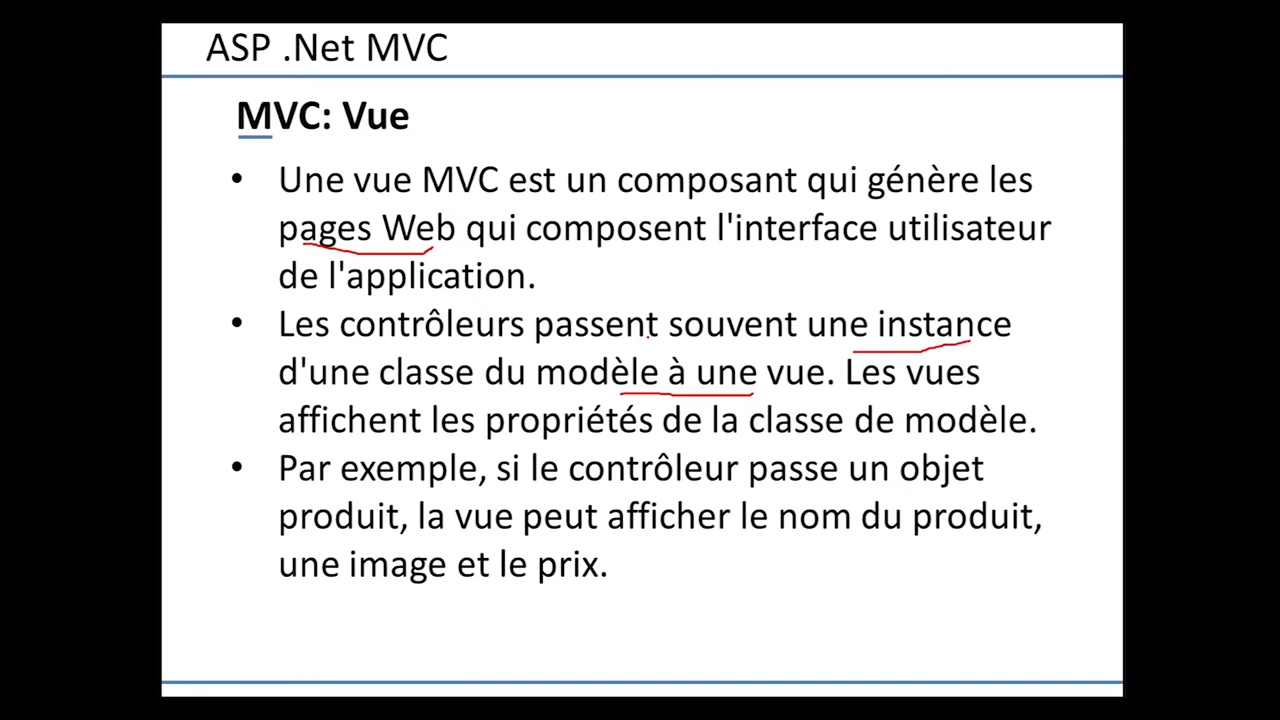 ASP .Net MVC
MVC: Vue
• Une vue MVC est un composant qui génère les
pages Web qui composent l'interface utilisateur
de l'application.
• Les contrôleurs passent souvent une instance
d'une classe du modèle à une vue. Les vues
affichent les propriétés de la classe de modèle.
• Par exemple, si le contrôleur passe un objet
produit, la vue peut afficher le nom du produit,
une image et le prix.